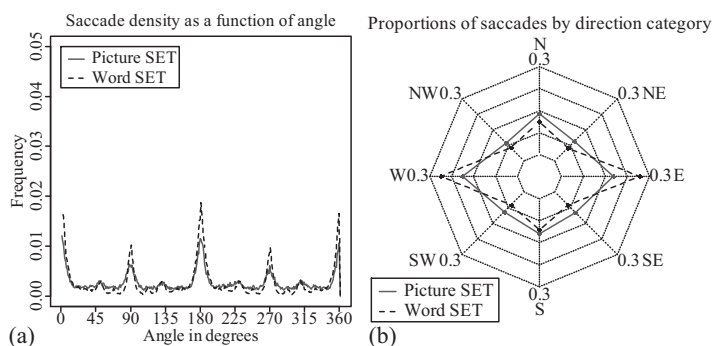 Saccade density as a function of angle
Picture SET
Word SET
Frequency
0.05
0.04
0.03
0.02
0.01
0.00
0 45 90 135 180 225 270 315 360
Angle in degrees
(a)
Proportions of saccades by direction category
N
0.3
NW 0.3
0.3 NE
W 0.3
0.3 E
SW 0.3
0.3 SE
0.3
S
Picture SET
Word SET
(b)